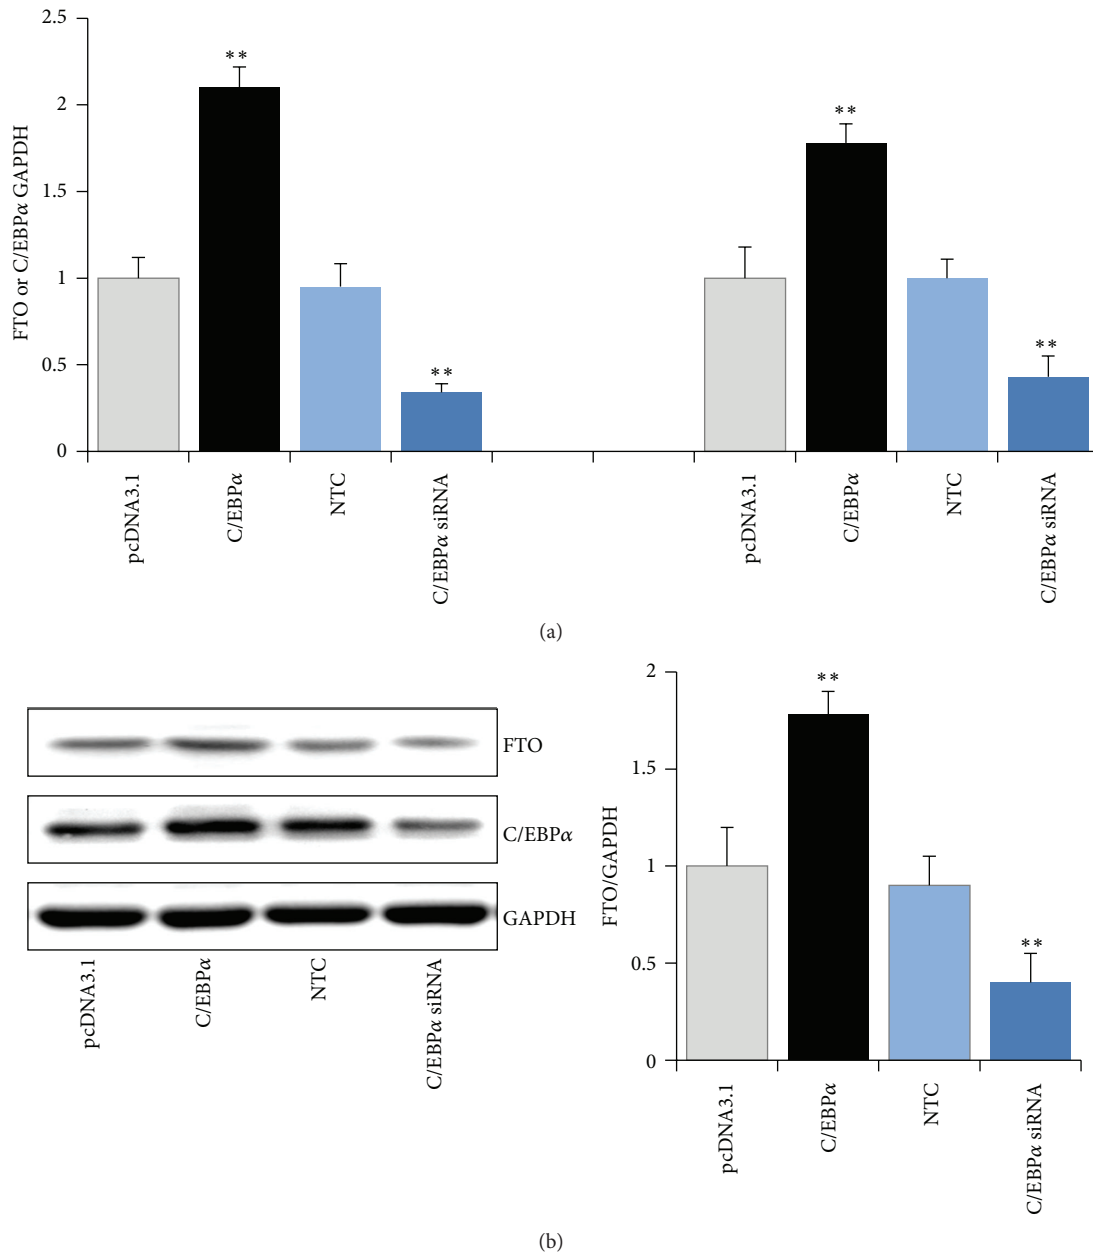 2.5
2
1.5
1
0.5
0
FTO or C/EBPα GAPDH
**
**
**
**
pcDNA3.1
C/EBPα
NTC
C/EBPα siRNA
pcDNA3.1
C/EBPα
NTC
C/EBPα siRNA
(a)
FTO
C/EBPα
GAPDH
pcDNA3.1
C/EBPα
NTC
C/EBPα siRNA
2
1.5
1
0.5
0
FTO/GAPDH
**
**
pcDNA3.1
C/EBPα
NTC
C/EBPα siRNA
(b)